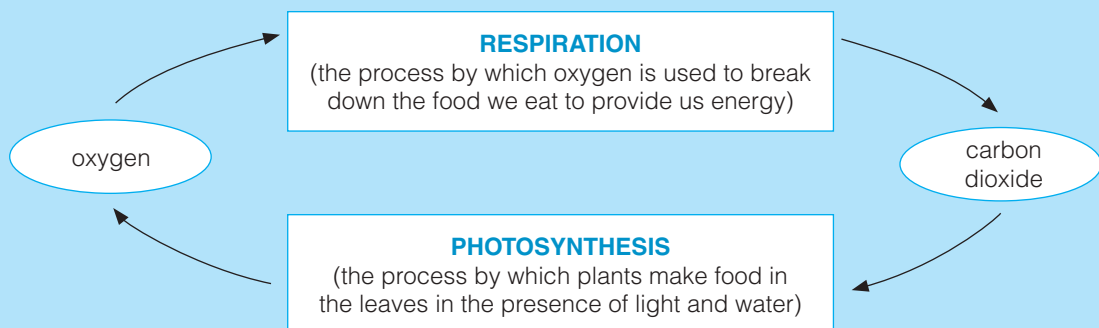 RESPIRATION
(the process by which oxygen is used to break
down the food we eat to provide us energy)
oxygen
carbon
dioxide
PHOTOSYNTHESIS
(the process by which plants make food in
the leaves in the presence of light and water)